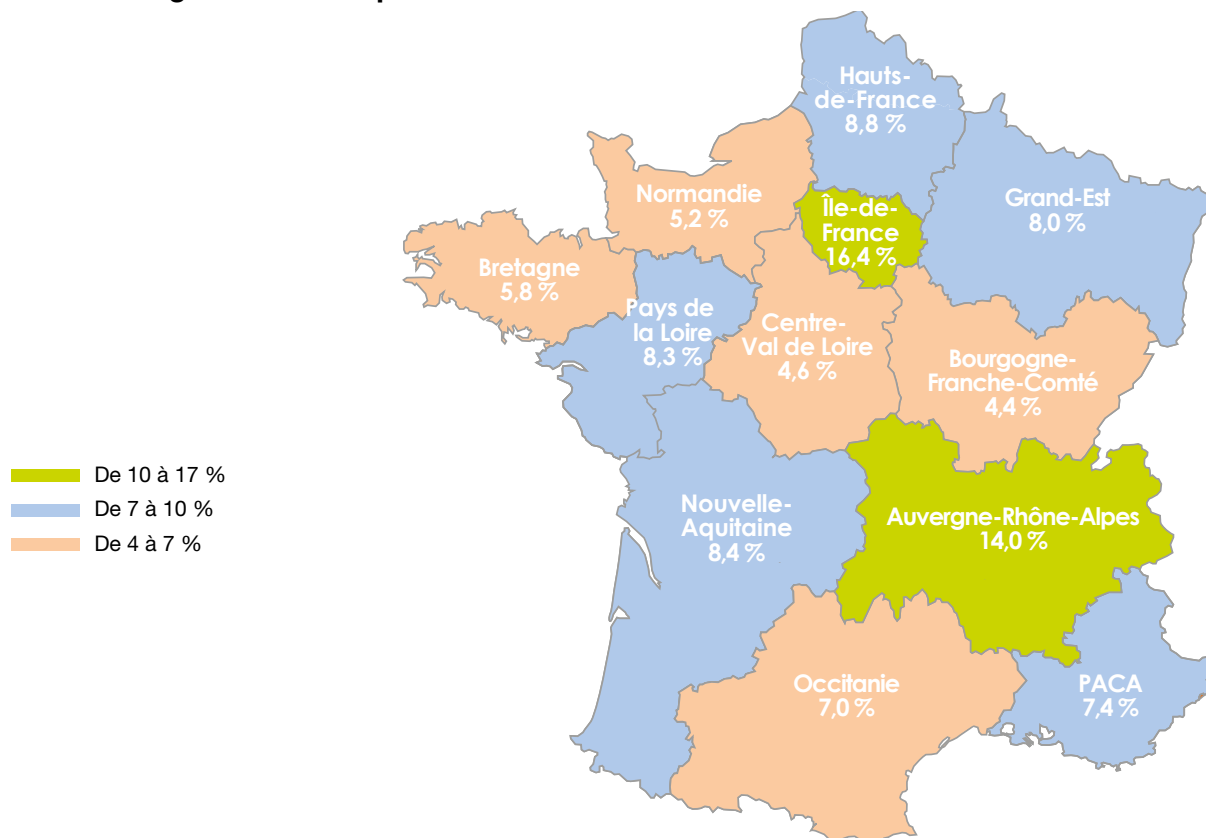 Hauts-
de-France
8,8 %
Normandie
5,2 %
Île-de-
France
16,4 %
Grand-Est
8,0 %
Bretagne
5,8 %
Pays de
la Loire
8,3 %
Centre-
Val de Loire
4,6 %
Bourgogne-
Franche-Comté
4,4 %
De 10 à 17 %
De 7 à 10 %
De 4 à 7 %
Nouvelle-
Aquitaine
8,4 %
Auvergne-Rhône-Alpes
14,0 %
Occitanie
7,0 %
PACA
7,4 %